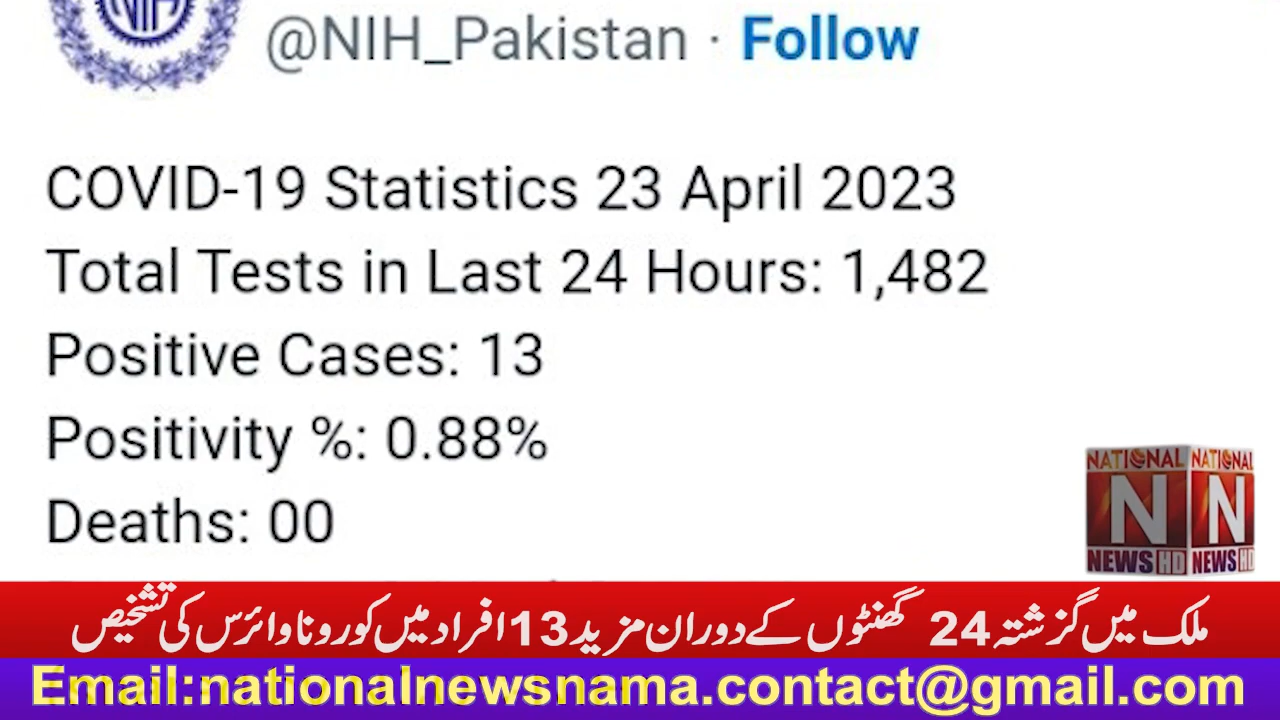 NIH
@NIH_Pakistan · Follow
COVID-19 Statistics 23 April 2023
Total Tests in Last 24 Hours: 1,482
Positive Cases: 13
Positivity %: 0.88%
Deaths: 00
NATIONAL NATIONAL
N N
NEWS HD NEWS HD
ملک میں گزشتہ 24 گھنٹوں کے دوران مزید 13 افراد میں کورونا وائرس کی تشخیص
Email:nationalnewsnama.contact@gmail.com